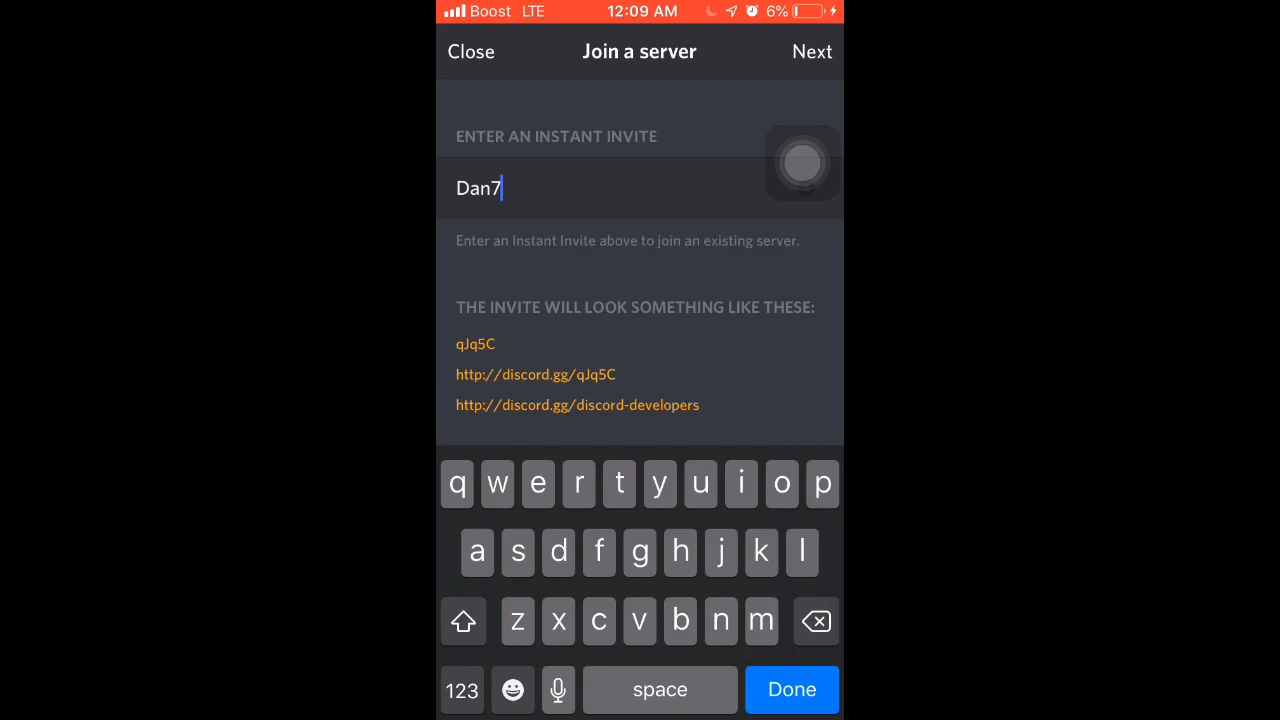 Boost LTE 12:09 AM 6%
Close Join a server Next
ENTER AN INSTANT INVITE
Dan7
Enter an Instant Invite above to join an existing server.
THE INVITE WILL LOOK SOMETHING LIKE THESE:
qJq5C
http://discord.gg/qJq5C
http://discord.gg/discord-developers
q w e r t y u i o p
a s d f g h j k l
z x c v b n m
123 space Done